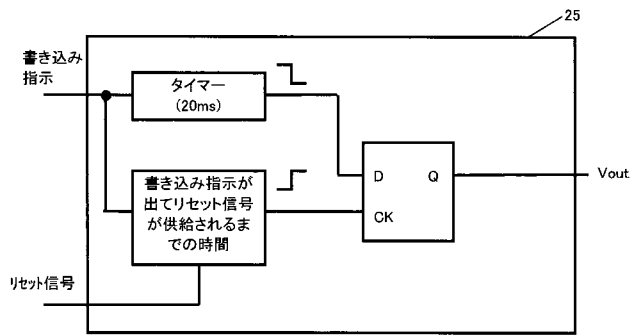 25
書き込み
指示
タイマー
(20ms)
書き込み指示が
出てリセット信号
が供給されるま
での時間
D Q
CK
Vout
リセット信号